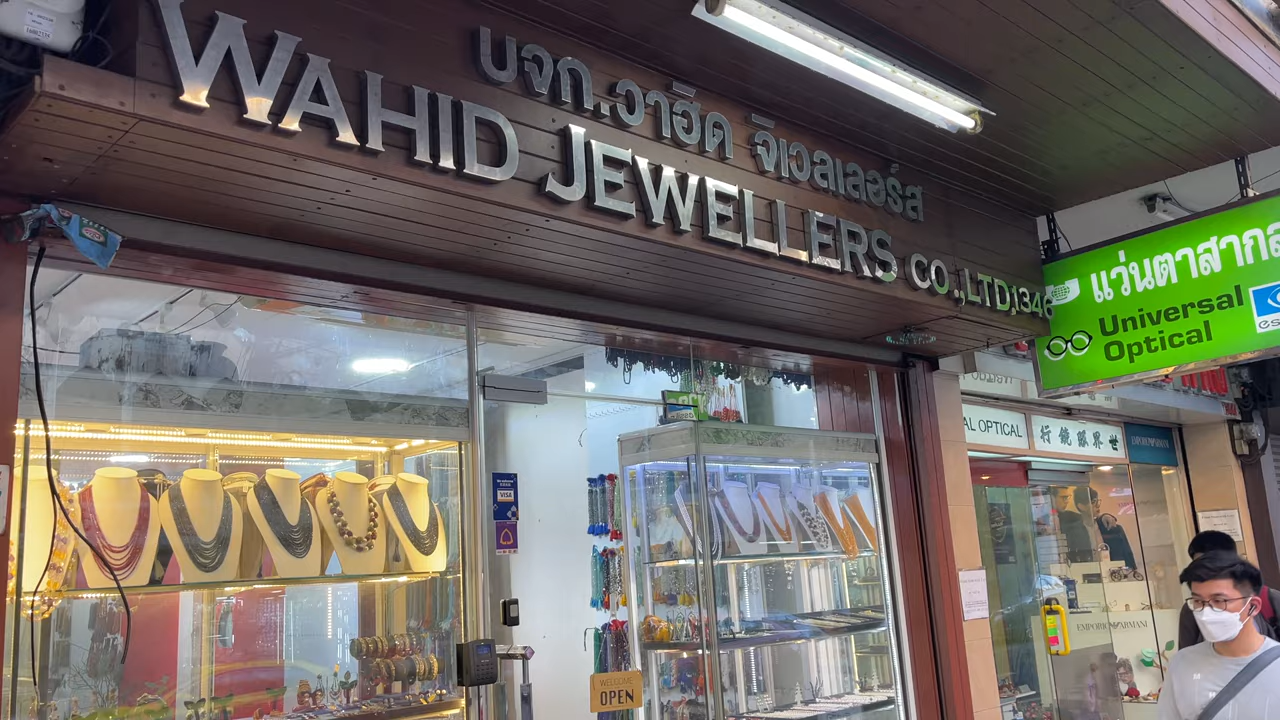 บจก.วาฮิด จิเวลเลอร์ส
WAHID JEWELLERS CO.,LTD.1346
แว่นตาสากล
Universal
Optical
AL OPTICAL
行鏡眼界世
EMPORIO ARMANI
VISA
WELCOME
OPEN
EMPORIO ARMANI